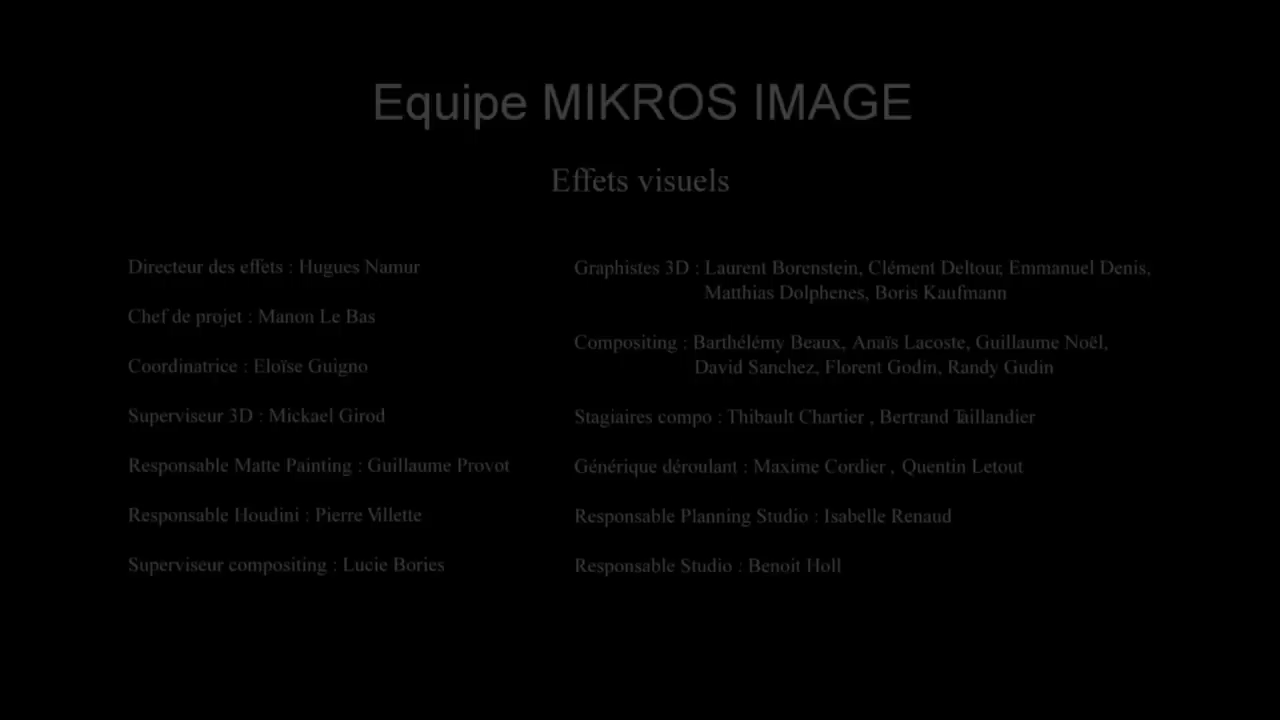 Equipe MIKROS IMAGE
Effets visuels
Directeur des effets : Hugues Namur
Chef de projet : Manon Le Bas
Coordinatrice : Eloïse Guigno
Superviseur 3D : Mickael Girod
Responsable Matte Painting : Guillaume Provot
Responsable Houdini : Pierre Villette
Superviseur compositing : Lucie Bories
Graphistes 3D : Laurent Borenstein, Clément Deltour, Emmanuel Denis,
Matthias Dolphenes, Boris Kaufmann
Compositing : Barthélémy Beaux, Anaïs Lacoste, Guillaume Noël,
David Sanchez, Florent Godin, Randy Gudin
Stagiaires compo : Thibault Chartier , Bertrand Taillandier
Générique déroulant : Maxime Cordier , Quentin Letout
Responsable Planning Studio : Isabelle Renaud
Responsable Studio : Benoit Holl